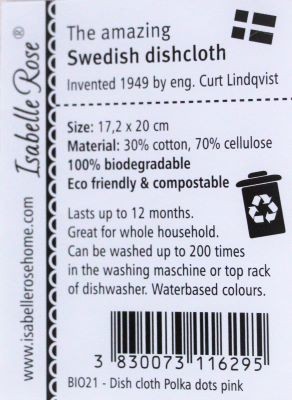 Isabelle Rose®
www.isabellerosehome.com
The amazing
Swedish dishcloth
Invented 1949 by eng. Curt Lindqvist
Size: 17,2 x 20 cm
Material: 30% cotton, 70% cellulose
100% biodegradable
Eco friendly & compostable
Lasts up to 12 months.
Great for whole household.
Can be washed up to 200 times
in the washing maschine or top rack
of dishwasher. Waterbased colours.
3 830073 116295
BIO21 - Dish cloth Polka dots pink